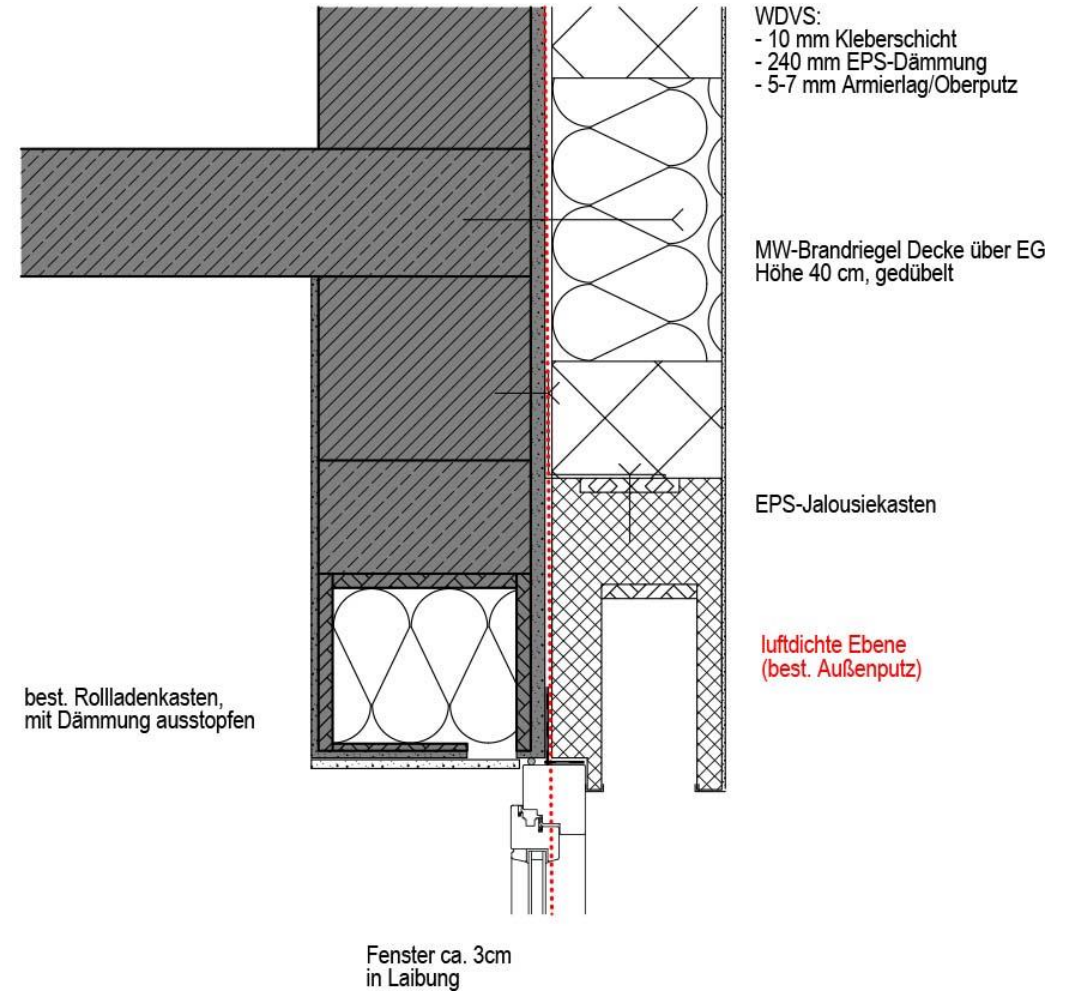 WDVS:
- 10 mm Kleberschicht
- 240 mm EPS-Dämmung
- 5-7 mm Armierlag/Oberputz
MW-Brandriegel Decke über EG
Höhe 40 cm, gedübelt
EPS-Jalousiekasten
luftdichte Ebene
(best. Außenputz)
best. Rollladenkasten,
mit Dämmung ausstopfen
Fenster ca. 3cm
in Laibung